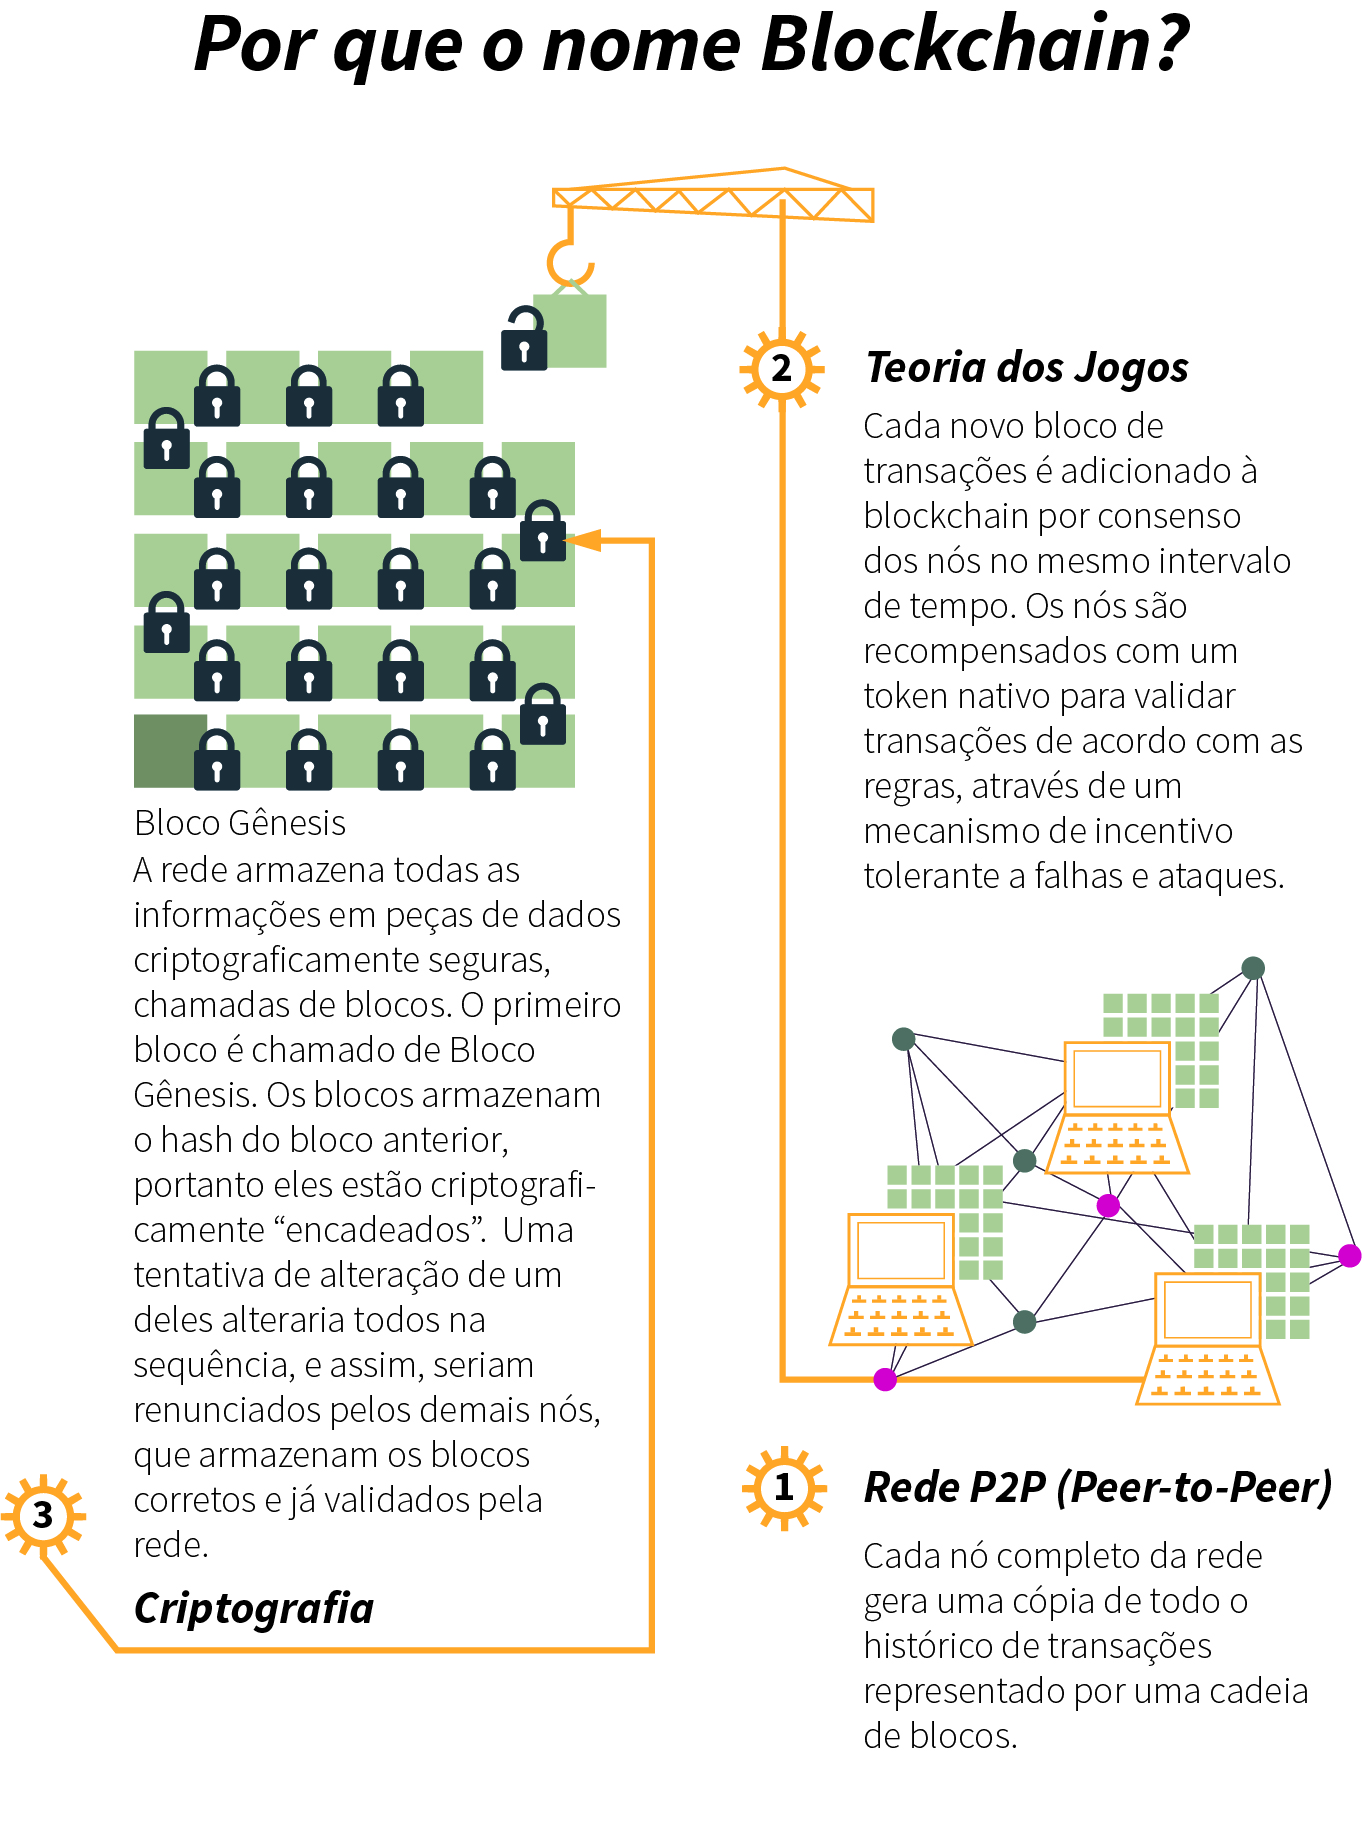 Por que o nome Blockchain?
2
Teoria dos Jogos
Cada novo bloco de
transações é adicionado à
blockchain por consenso
dos nós no mesmo intervalo
de tempo. Os nós são
recompensados com um
token nativo para validar
transações de acordo com as
regras, através de um
mecanismo de incentivo
tolerante a falhas e ataques.
Bloco Gênesis
A rede armazena todas as
informações em peças de dados
criptograficamente seguras,
chamadas de blocos. O primeiro
bloco é chamado de Bloco
Gênesis. Os blocos armazenam
o hash do bloco anterior,
portanto eles estão criptografi-
camente “encadeados”.  Uma
tentativa de alteração de um
deles alteraria todos na
sequência, e assim, seriam
renunciados pelos demais nós,
que armazenam os blocos
corretos e já validados pela
rede.
3
Criptografia
1
Rede P2P (Peer-to-Peer)
Cada nó completo da rede
gera uma cópia de todo o
histórico de transações
representado por uma cadeia
de blocos.